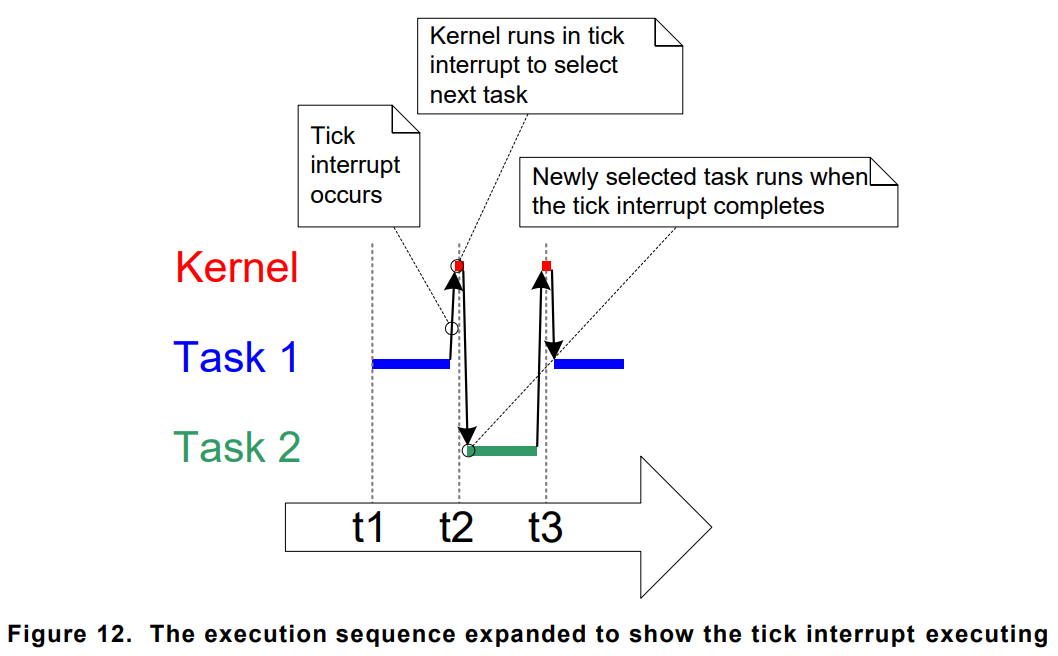 Kernel runs in tick
interrupt to select
next task
Tick
interrupt
occurs
Newly selected task runs when
the tick interrupt completes
Kernel
Task 1
Task 2
t1 t2 t3
Figure 12. The execution sequence expanded to show the tick interrupt executing